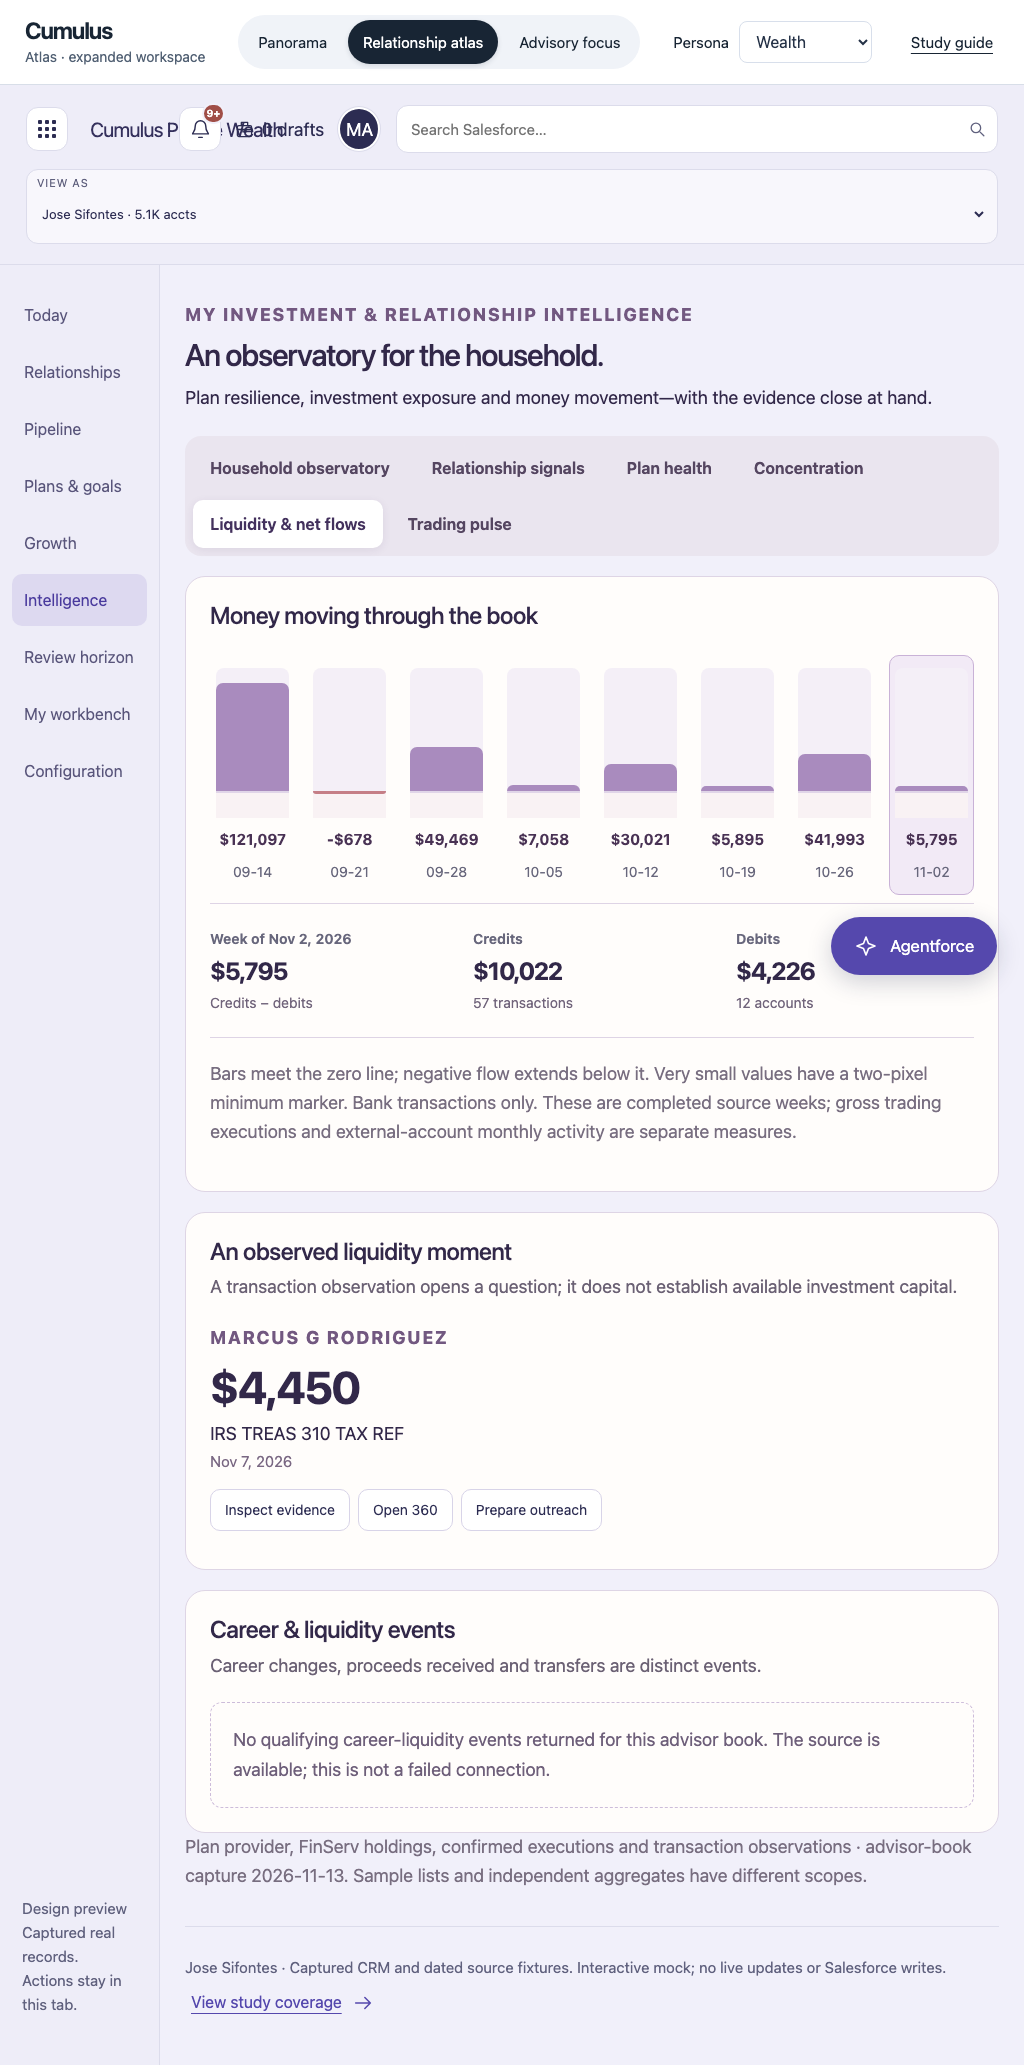 Cumulus
Atlas · expanded workspace
Panorama
Relationship atlas
Advisory focus
Persona
Wealth
Study guide
Cumulus P
Wealth
9+
drafts
MA
Search Salesforce...
VIEW AS
Jose Sifontes · 5.1K accts
Today
Relationships
Pipeline
Plans & goals
Growth
Intelligence
Review horizon
My workbench
Configuration
MY INVESTMENT & RELATIONSHIP INTELLIGENCE
An observatory for the household.
Plan resilience, investment exposure and money movement—with the evidence close at hand.
Household observatory
Relationship signals
Plan health
Concentration
Liquidity & net flows
Trading pulse
Money moving through the book
$121,097
-$678
$49,469
$7,058
$30,021
$5,895
$41,993
$5,795
09-14
09-21
09-28
10-05
10-12
10-19
10-26
11-02
Week of Nov 2, 2026
$5,795
Credits – debits
Credits
$10,022
57 transactions
Debits
$4,226
12 accounts
Agentforce
Bars meet the zero line; negative flow extends below it. Very small values have a two-pixel
minimum marker. Bank transactions only. These are completed source weeks; gross trading
executions and external-account monthly activity are separate measures.
An observed liquidity moment
A transaction observation opens a question; it does not establish available investment capital.
MARCUS G RODRIGUEZ
$4,450
IRS TREAS 310 TAX REF
Nov 7, 2026
Inspect evidence
Open 360
Prepare outreach
Career & liquidity events
Career changes, proceeds received and transfers are distinct events.
No qualifying career-liquidity events returned for this advisor book. The source is
available; this is not a failed connection.
Plan provider, FinServ holdings, confirmed executions and transaction observations · advisor-book
capture 2026-11-13. Sample lists and independent aggregates have different scopes.
Design preview
Captured real
records.
Actions stay in
this tab.
Jose Sifontes · Captured CRM and dated source fixtures. Interactive mock; no live updates or Salesforce writes.
View study coverage